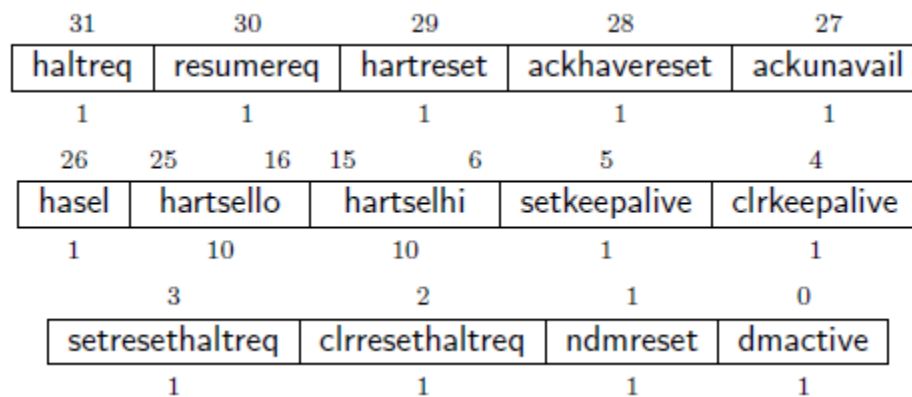 31 30 29 28 27
haltreq resumereq hartreset ackhavereset ackunavail
1 1 1 1 1
26 25 16 15 6 5 4
hasel hartsello hartselhi setkeepalive clrkeepalive
1 10 10 1 1
3 2 1 0
setresethaltreq clrresethaltreq ndmreset dmactive
1 1 1 1